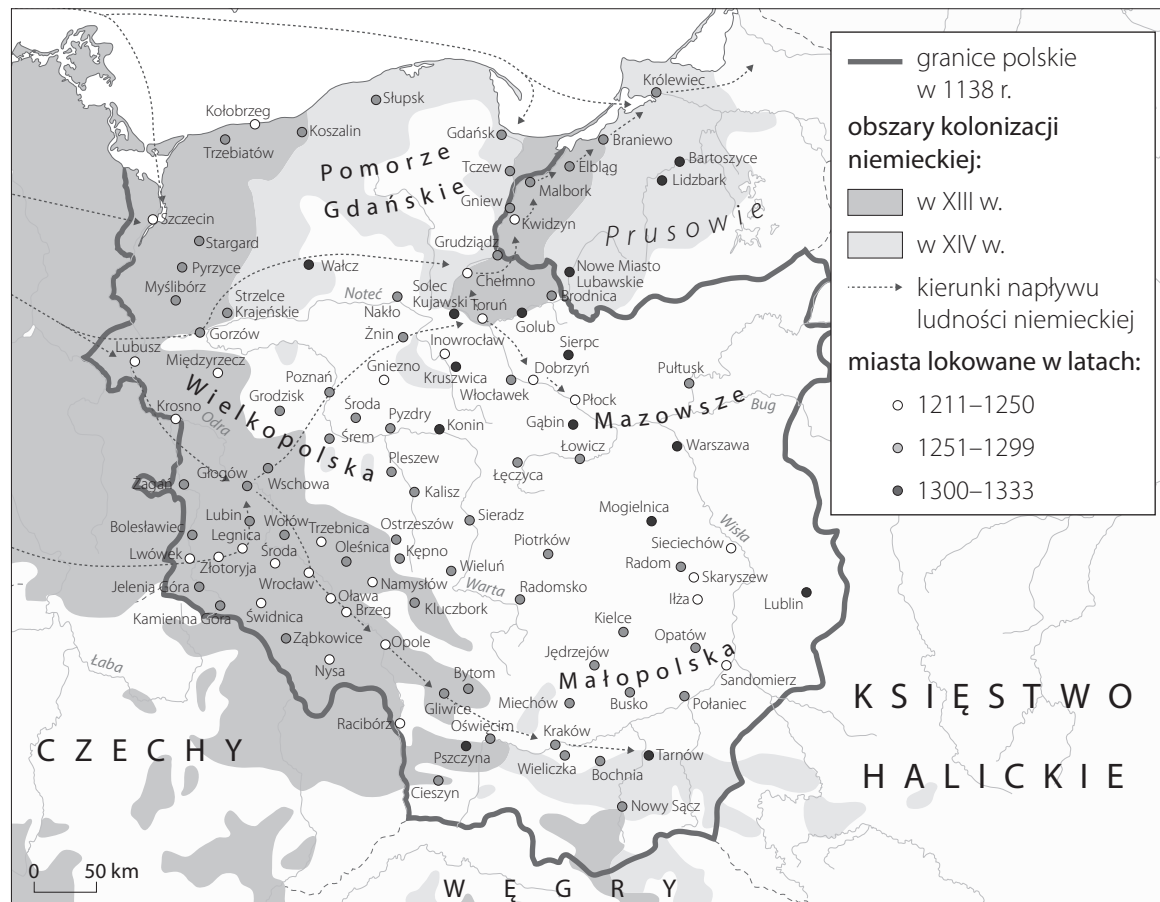 granice polskie
w 1138 r.
obszary kolonizacji
niemieckiej:
w XIII w.
w XIV w.
kierunki napływu
ludności niemieckiej
miasta lokowane w latach:
1211–1250
1251–1299
1300–1333
Królewiec
Słupsk
Kołobrzeg
Koszalin
Gdańsk
Braniewo
Trzebiatów
Pomorze
Gdańskie
Tczew
Elbląg
Bartoszyce
Lidzbark
Malbork
Gniew
Kwidzyn
Prusowie
Szczecin
Stargard
Grudziądz
Wałcz
Pyrzyce
Chełmno
Nowe Miasto
Lubawskie
Myślibórz
Solec
Kujawski
Noteć
Brodnica
Strzelce
Krajeńskie
Nakło
Toruń
Golub
Gorzów
Żnin
Lubusz
Międzyrzecz
Inowrocław
Sierpc
Gniezno
Kruszwica
Dobrzyń
Pułtusk
Poznań
Włocławek
Wielkopolska
Grodzisk
Płock
Mazowsze
Bug
Krosno
Odra
Środa
Pyzdry
Konin
Gąbin
Śrem
Łowicz
Warszawa
Pleszew
Łęczyca
Żagań
Głogów
Wschowa
Kalisz
Bolesławiec
Lubin
Wołów
Trzebnica
Ostrzeszów
Sieradz
Mogielnica
Wisła
Legnica
Lwówek
Środa
Oleśnica
Kępno
Piotrków
Sieciechów
Złotoryja
Wrocław
Wieluń
Radom
Skaryszew
Jelenia Góra
Namysłów
Warta
Radomsko
Iłża
Lublin
Kamienna Góra
Świdnica
Oława
Brzeg
Kluczbork
Ząbkowice
Kielce
Opatów
Łaba
Opole
Jędrzejów
Nysa
Małopolska
Sandomierz
Bytom
Gliwice
Miechów
Busko
Połaniec
Racibórz
Oświęcim
Kraków
Pszczyna
Tarnów
Wieliczka
Bochnia
Cieszyn
Nowy Sącz
CZECHY
KSIĘSTWO
HALICKIE
WĘGRY
0 50 km